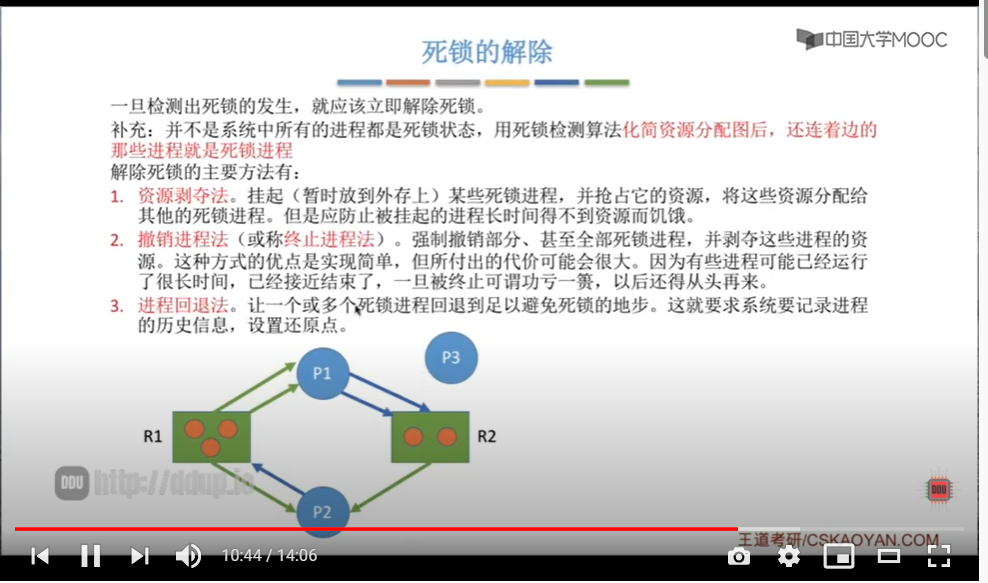 中国大学MOOC
死锁的解除
一旦检测出死锁的发生，就应该立即解除死锁。
补充：并不是系统中所有的进程都是死锁状态，用死锁检测算法化简资源分配图后，还连着边的
那些进程就是死锁进程
解除死锁的主要方法有：
1. 资源剥夺法。挂起（暂时放到外存上）某些死锁进程，并抢占它的资源，将这些资源分配给
其他的死锁进程。但是应防止被挂起的进程长时间得不到资源而饥饿。
2. 撤销进程法（或称终止进程法）。强制撤销部分、甚至全部死锁进程，并剥夺这些进程的资
源。这种方式的优点是实现简单，但所付出的代价可能会很大。因为有些进程可能已经运行
了很长时间，已经接近结束了，一旦被终止可谓功亏一篑，以后还得从头再来。
3. 进程回退法。让一个或多个死锁进程回退到足以避免死锁的地步。这就要求系统要记录进程
的历史信息，设置还原点。
P1
P3
R1
R2
DDU http://ddup.io
DDU
P2
王道考研/CSKAOYAN.COM
10:44 / 14:06